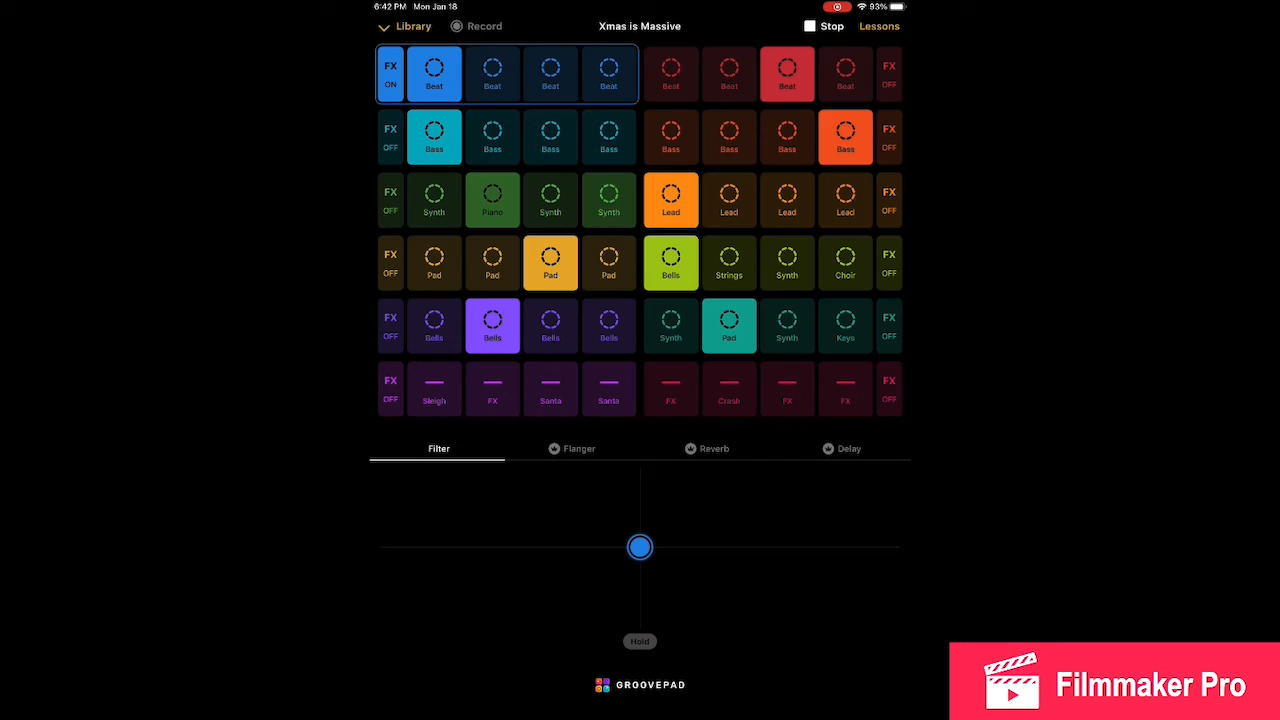 6:42 PM Mon Jan 18 93%
Library Record Xmas is Massive Stop Lessons
FX Beat Beat Beat Beat Beat Beat Beat Beat FX
ON OFF
FX Bass Bass Bass Bass Bass Bass Bass Bass FX
OFF OFF
FX Synth Piano Synth Synth Lead Lead Lead Lead FX
OFF OFF
FX Pad Pad Pad Pad Bells Strings Synth Choir FX
OFF OFF
FX Bells Bells Bells Bells Synth Pad Synth Keys FX
OFF OFF
FX Sleigh FX Santa Santa FX Crash FX FX FX
OFF OFF
Filter Flanger Reverb Delay
Hold
GROOVEPAD
Filmmaker Pro